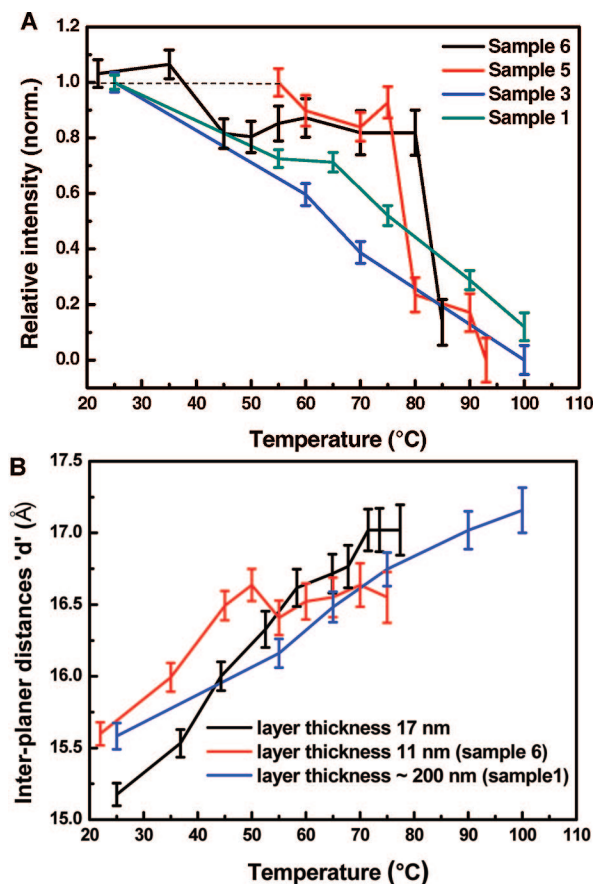 A
1.2
1.0
0.8
0.6
0.4
0.2
0.0
Relative intensity (norm.)
Sample 6
Sample 5
Sample 3
Sample 1
20 30 40 50 60 70 80 90 100 110
Temperature (°C)
B
17.5
17.0
16.5
16.0
15.5
15.0
Inter-planer distances 'd' (Å)
layer thickness 17 nm
layer thickness 11 nm (sample 6)
layer thickness ~ 200 nm (sample1)
20 30 40 50 60 70 80 90 100 110
Temperature (°C)